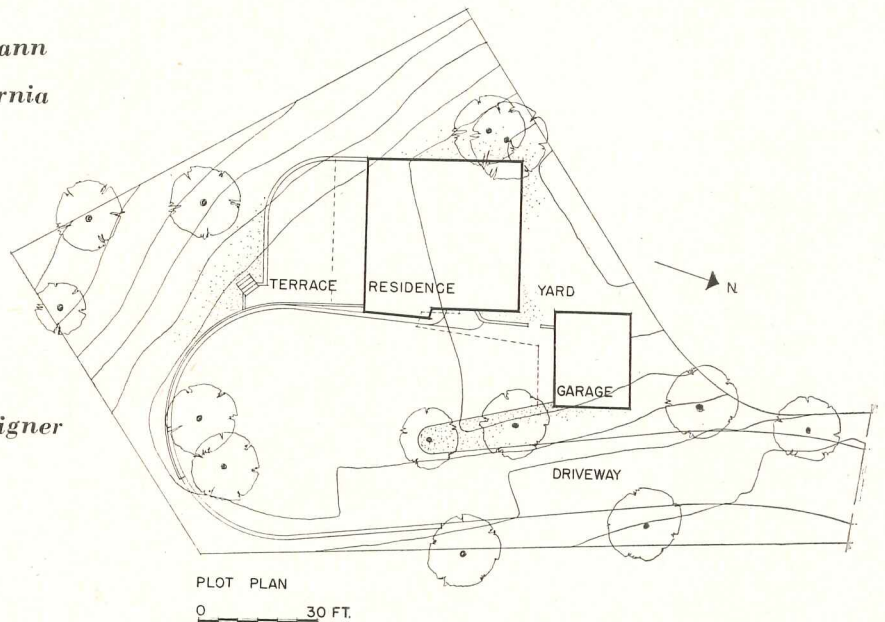 ann
rnia
TERRACE
RESIDENCE
YARD
N.
GARAGE
igner
DRIVEWAY
PLOT PLAN
0 30 FT.